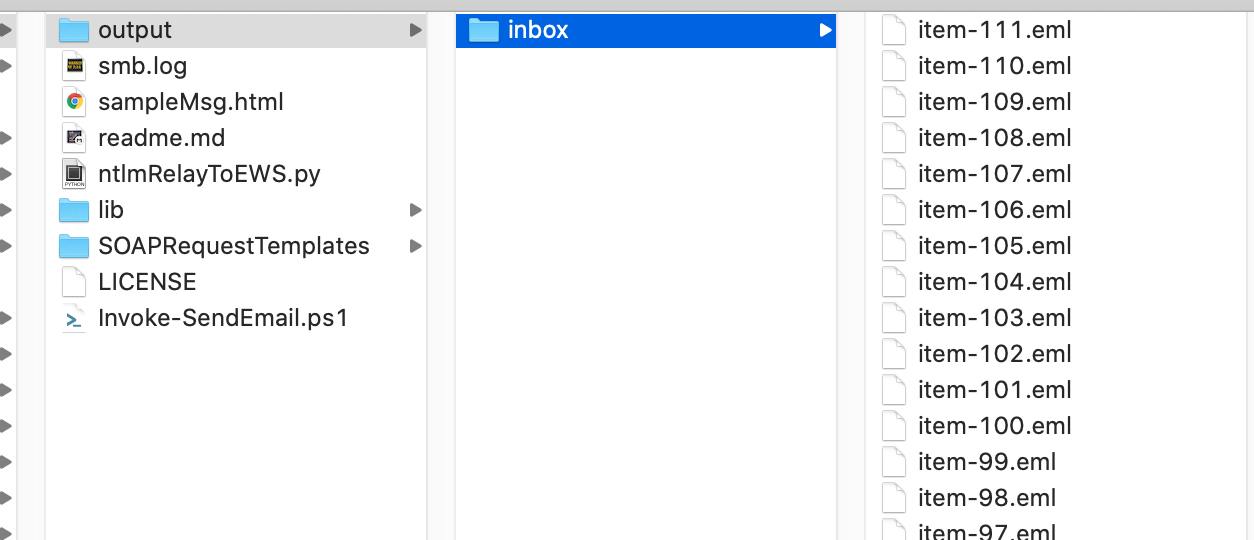 output
smb.log
sampleMsg.html
readme.md
ntlmRelayToEWS.py
lib
SOAPRequestTemplates
LICENSE
Invoke-SendEmail.ps1
inbox
item-111.eml
item-110.eml
item-109.eml
item-108.eml
item-107.eml
item-106.eml
item-105.eml
item-104.eml
item-103.eml
item-102.eml
item-101.eml
item-100.eml
item-99.eml
item-98.eml
item-97.eml